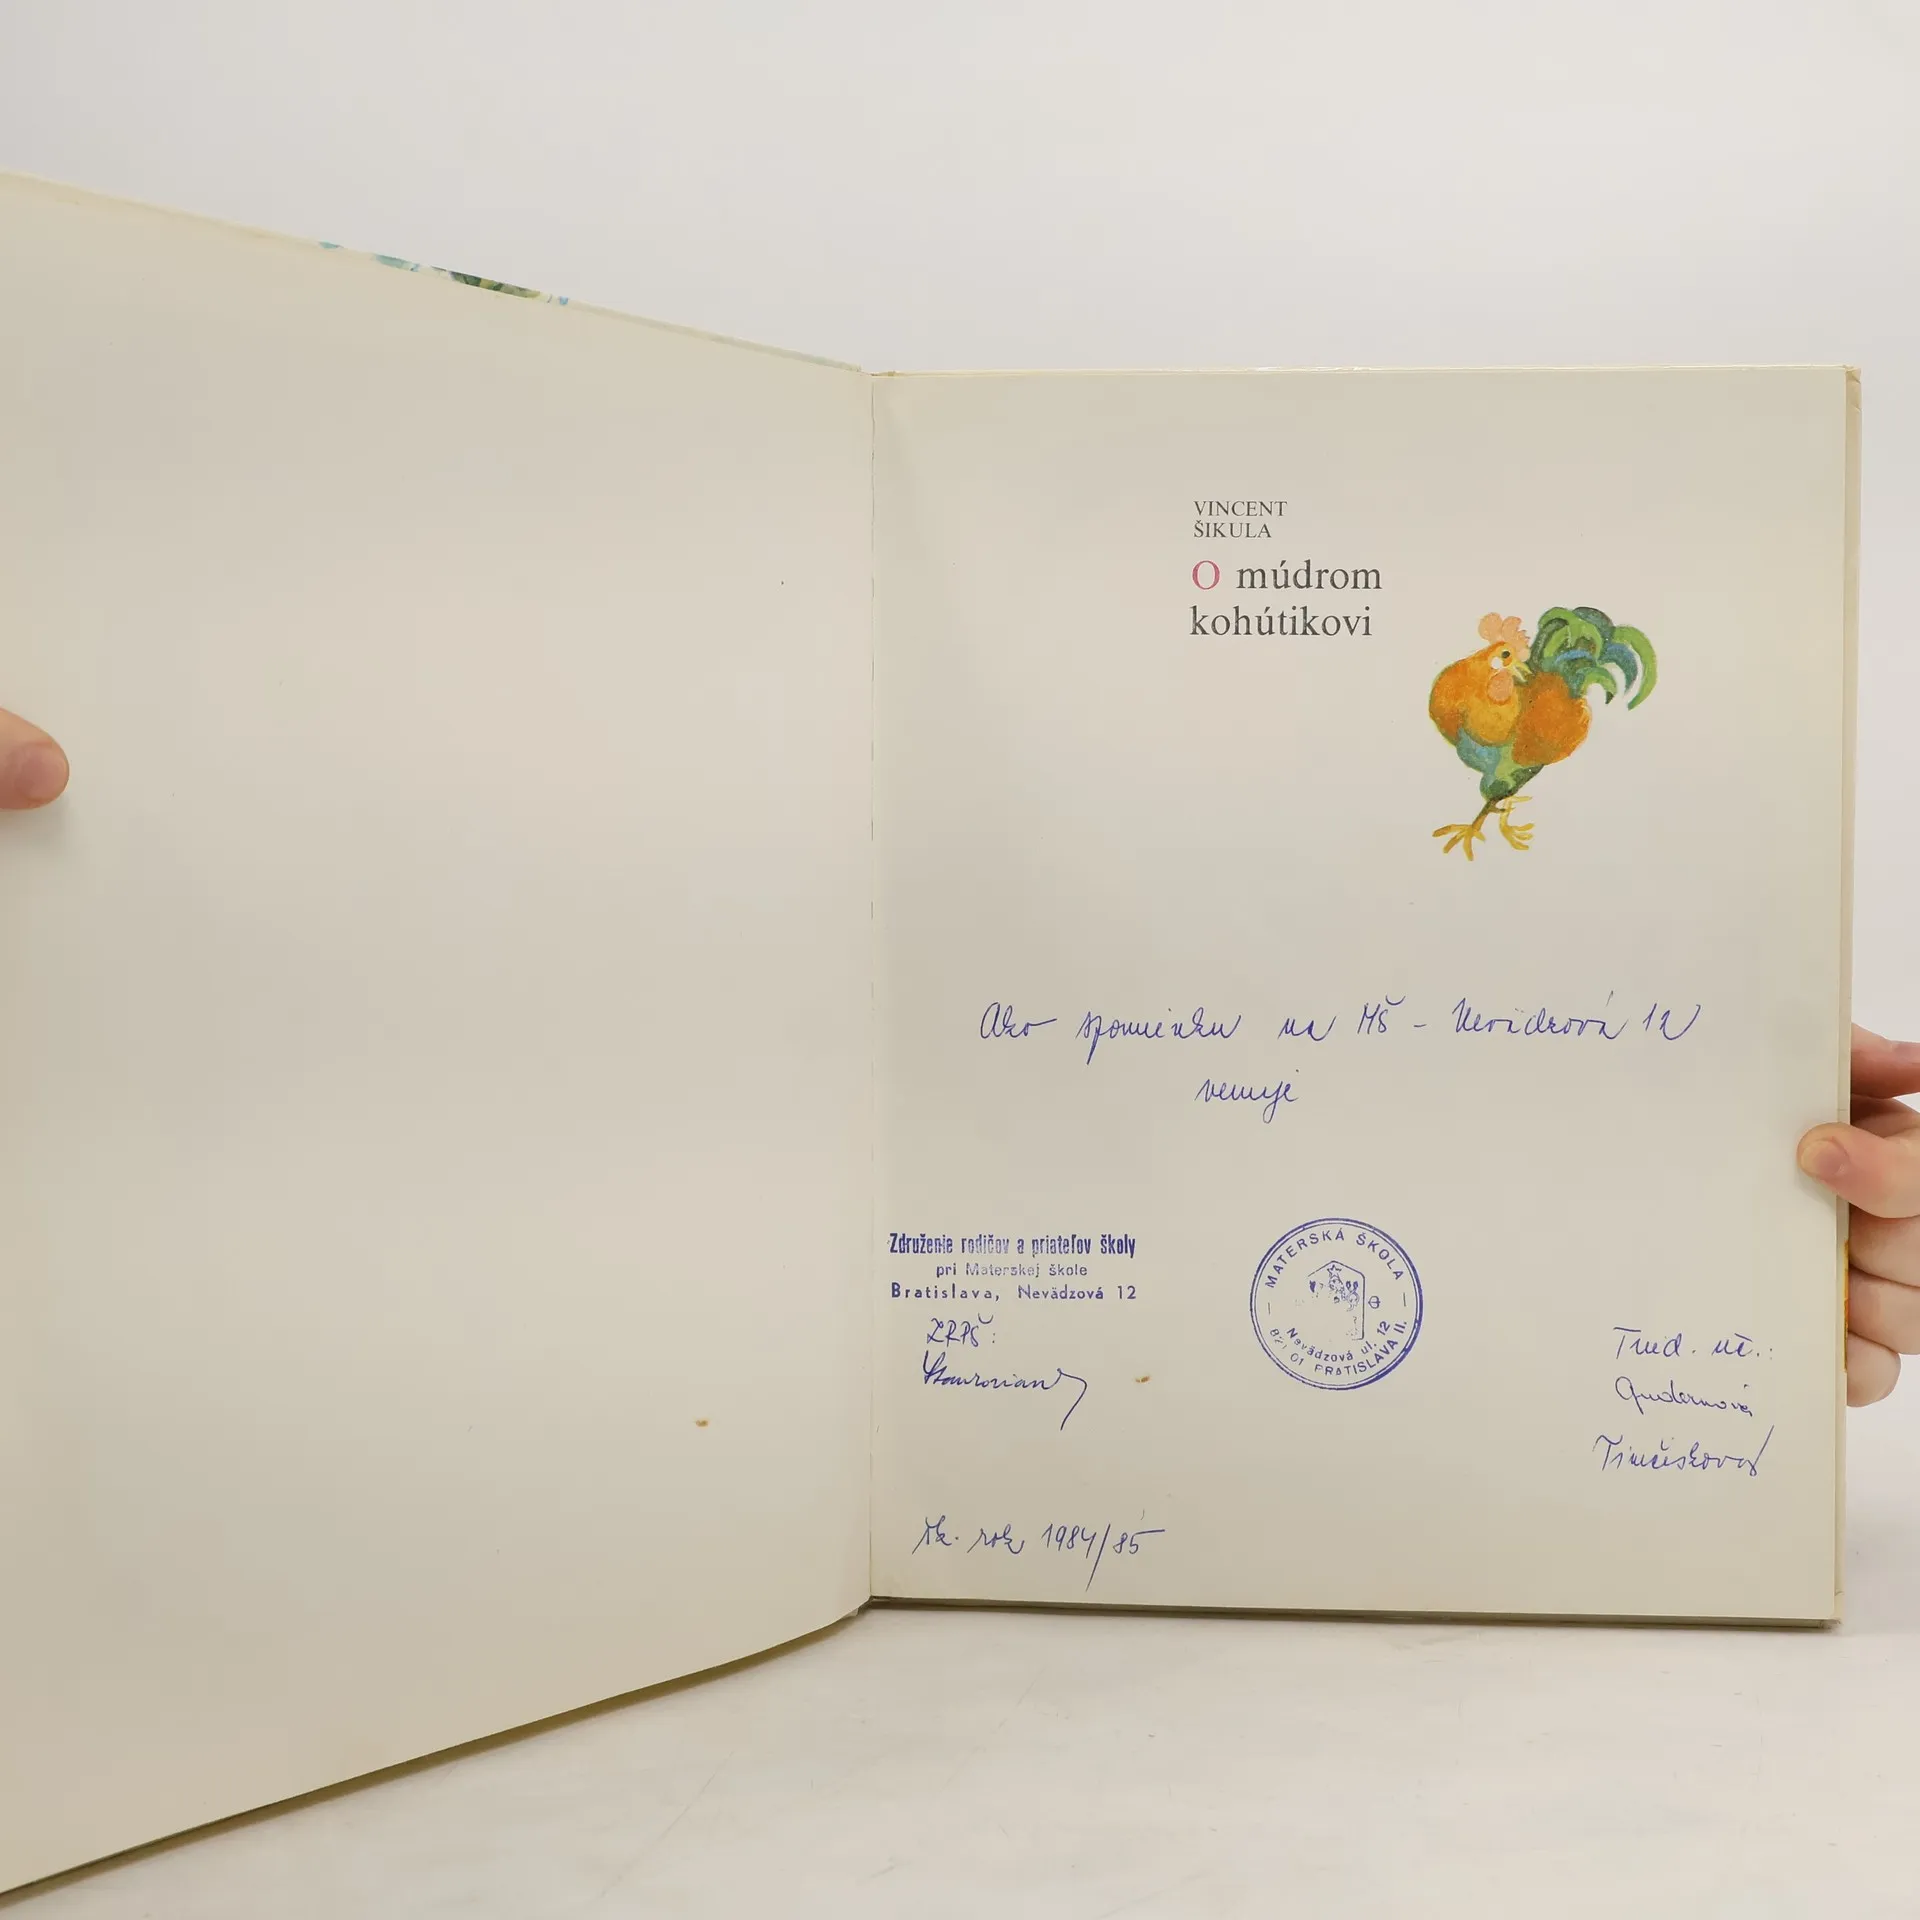 VINCENT
ŠIKULA
O múdrom
kohútikovi
Ako spomienku na MŠ - Nevädzová 12
venuje
Združenie rodičov a priateľov školy
pri Materskej škole
Bratislava, Nevädzová 12
ZRPŠ:
MATERSKÁ ŠKOLA
Nevädzová ul. 12
821 01 BRATISLAVA II.
Tried. uč.:
Timčiskova
šk. rok 1984/85